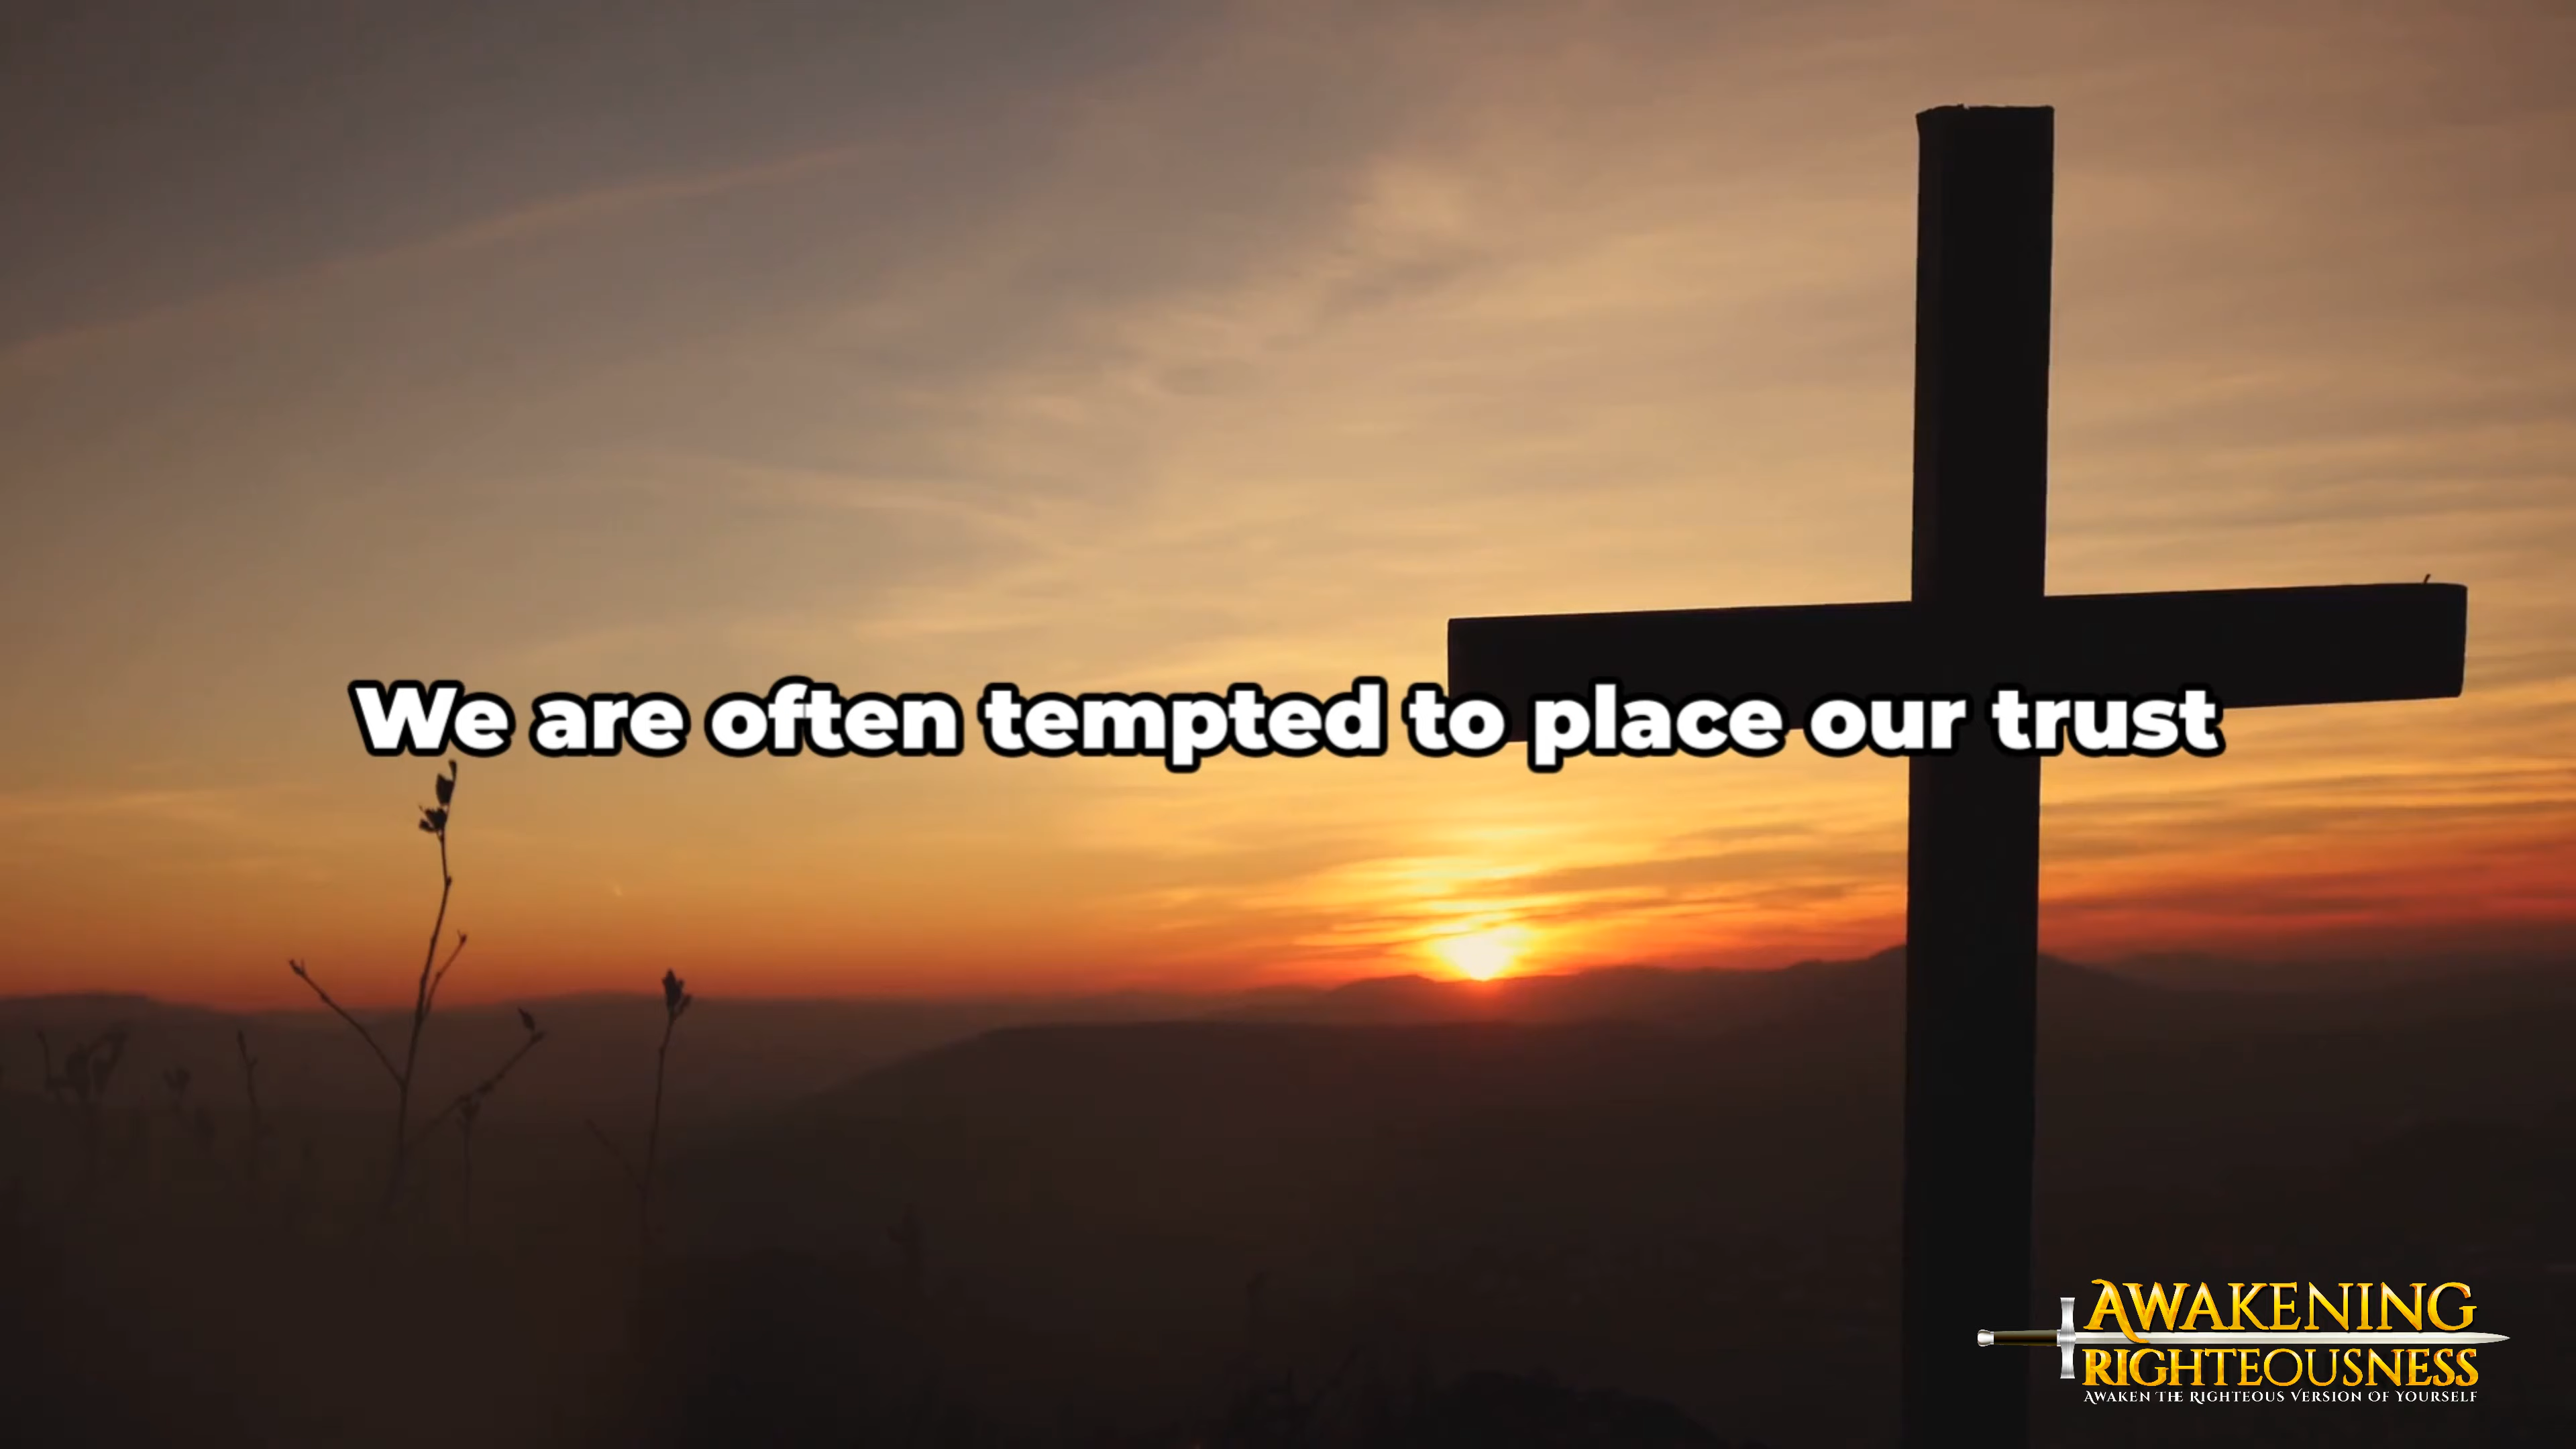 We are often tempted to place our trust
AWAKENING
RIGHTEOUSNESS
AWAKEN THE RIGHTEOUS VERSION OF YOURSELF